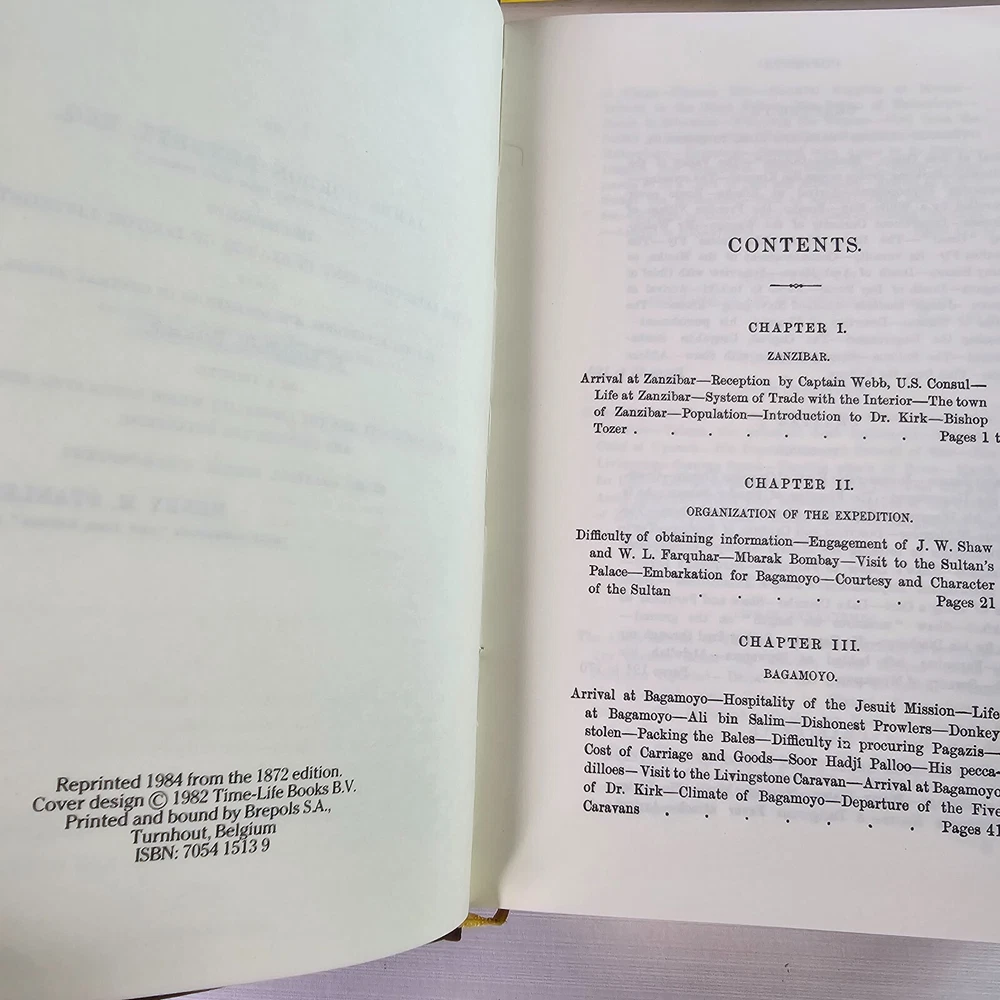 Reprinted 1984 from the 1872 edition.
Cover design © 1982 Time-Life Books B.V.
Printed and bound by Brepols S.A.,
Turnhout, Belgium
ISBN: 7054 1513 9
CONTENTS.
CHAPTER I.
ZANZIBAR.
Arrival at Zanzibar—Reception by Captain Webb, U.S. Consul—
Life at Zanzibar—System of Trade with the Interior—The town
of Zanzibar—Population—Introduction to Dr. Kirk—Bishop
Tozer . . . . . . . . Pages 1 t
CHAPTER II.
ORGANIZATION OF THE EXPEDITION.
Difficulty of obtaining information—Engagement of J. W. Shaw
and W. L. Farquhar—Mbarak Bombay—Visit to the Sultan's
Palace—Embarkation for Bagamoyo—Courtesy and Character
of the Sultan . . . . . . Pages 21
CHAPTER III.
BAGAMOYO.
Arrival at Bagamoyo—Hospitality of the Jesuit Mission—Life
at Bagamoyo—Ali bin Salim—Dishonest Prowlers—Donkey
stolen—Packing the Bales—Difficulty in procuring Pagazis—
Cost of Carriage and Goods—Soor Hadji Palloo—His pecca-
dilloes—Visit to the Livingstone Caravan—Arrival at Bagamoyo
of Dr. Kirk—Climate of Bagamoyo—Departure of the Five
Caravans . . . . . . . Pages 41